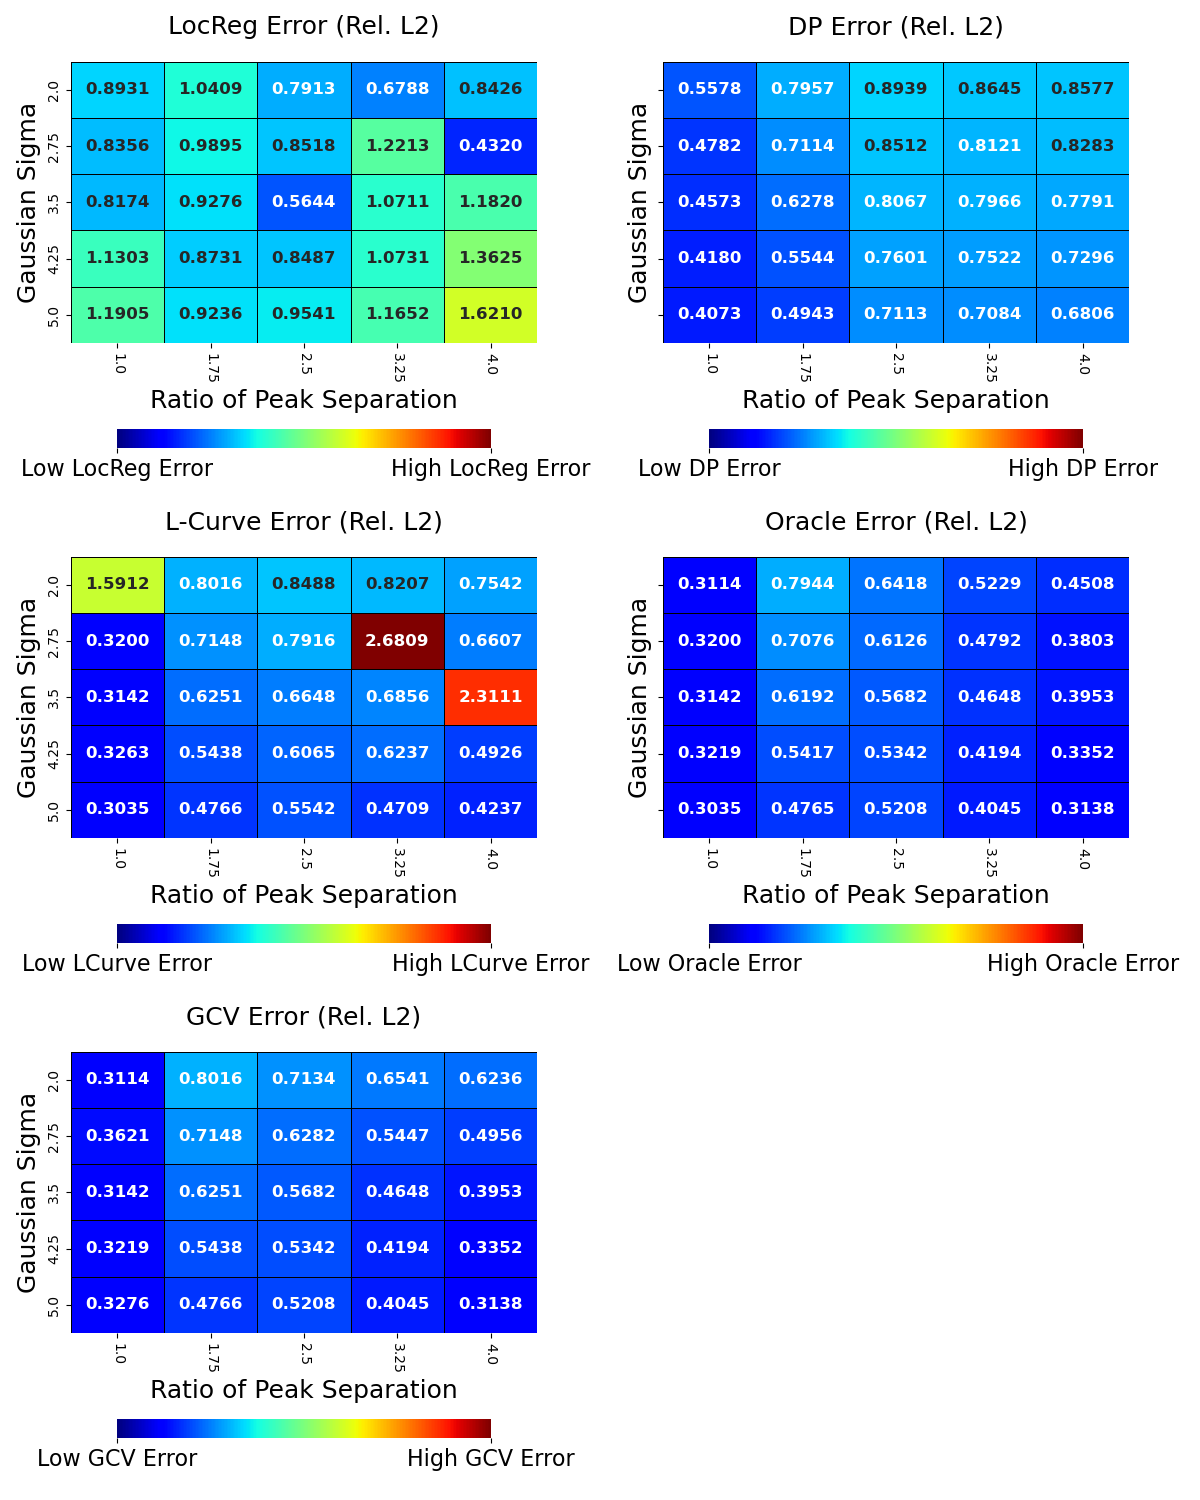 LocReg Error (Rel. L2)
Gaussian Sigma
2.0 0.8931 1.0409 0.7913 0.6788 0.8426
2.75 0.8356 0.9895 0.8518 1.2213 0.4320
3.5 0.8174 0.9276 0.5644 1.0711 1.1820
4.25 1.1303 0.8731 0.8487 1.0731 1.3625
5.0 1.1905 0.9236 0.9541 1.1652 1.6210
1.0 1.75 2.5 3.25 4.0
Ratio of Peak Separation
Low LocReg Error High LocReg Error
DP Error (Rel. L2)
Gaussian Sigma
0.5578 0.7957 0.8939 0.8645 0.8577
0.4782 0.7114 0.8512 0.8121 0.8283
0.4573 0.6278 0.8067 0.7966 0.7791
0.4180 0.5544 0.7601 0.7522 0.7296
0.4073 0.4943 0.7113 0.7084 0.6806
1.0 1.75 2.5 3.25 4.0
Ratio of Peak Separation
Low DP Error High DP Error
L-Curve Error (Rel. L2)
Gaussian Sigma
2.0 1.5912 0.8016 0.8488 0.8207 0.7542
2.75 0.3200 0.7148 0.7916 2.6809 0.6607
3.5 0.3142 0.6251 0.6648 0.6856 2.3111
4.25 0.3263 0.5438 0.6065 0.6237 0.4926
5.0 0.3035 0.4766 0.5542 0.4709 0.4237
1.0 1.75 2.5 3.25 4.0
Ratio of Peak Separation
Low LCurve Error High LCurve Error
Oracle Error (Rel. L2)
Gaussian Sigma
0.3114 0.7944 0.6418 0.5229 0.4508
0.3200 0.7076 0.6126 0.4792 0.3803
0.3142 0.6192 0.5682 0.4648 0.3953
0.3219 0.5417 0.5342 0.4194 0.3352
0.3035 0.4765 0.5208 0.4045 0.3138
1.0 1.75 2.5 3.25 4.0
Ratio of Peak Separation
Low Oracle Error High Oracle Error
GCV Error (Rel. L2)
Gaussian Sigma
2.0 0.3114 0.8016 0.7134 0.6541 0.6236
2.75 0.3621 0.7148 0.6282 0.5447 0.4956
3.5 0.3142 0.6251 0.5682 0.4648 0.3953
4.25 0.3219 0.5438 0.5342 0.4194 0.3352
5.0 0.3276 0.4766 0.5208 0.4045 0.3138
1.0 1.75 2.5 3.25 4.0
Ratio of Peak Separation
Low GCV Error High GCV Error